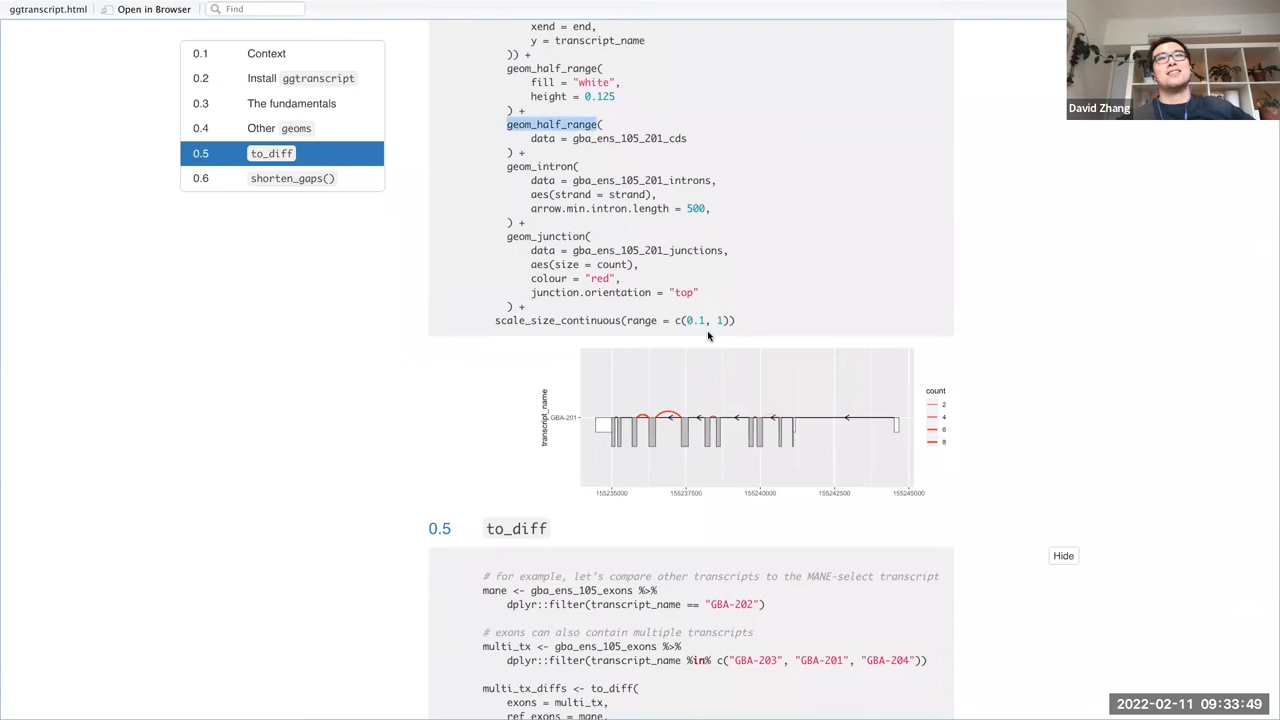 ggtranscript.html
Open in Browser
Find
0.1 Context
0.2 Install ggtranscript
0.3 The fundamentals
0.4 Other geoms
0.5 to_diff
0.6 shorten_gaps()
xend = end,
y = transcript_name
)) +
geom_half_range(
fill = "white",
height = 0.125
) +
geom_half_range(
data = gba_ens_105_201_cds
) +
geom_intron(
data = gba_ens_105_201_introns,
aes(strand = strand),
arrow.min.intron.length = 500,
) +
geom_junction(
data = gba_ens_105_201_junctions,
aes(size = count),
colour = "red",
junction.orientation = "top"
) +
scale_size_continuous(range = c(0.1, 1))
transcript_name
GBA-201
155235000 155237500 155240000 155242500 155245000
count
2
4
6
8
0.5 to_diff
Hide
# for example, let's compare other transcripts to the MANE-select transcript
mane <- gba_ens_105_exons %>%
dplyr::filter(transcript_name == "GBA-202")
# exons can also contain multiple transcripts
multi_tx <- gba_ens_105_exons %>%
dplyr::filter(transcript_name %in% c("GBA-203", "GBA-201", "GBA-204"))
multi_tx_diffs <- to_diff(
exons = multi_tx,
ref_exons = mane,
David Zhang
2022-02-11 09:33:49